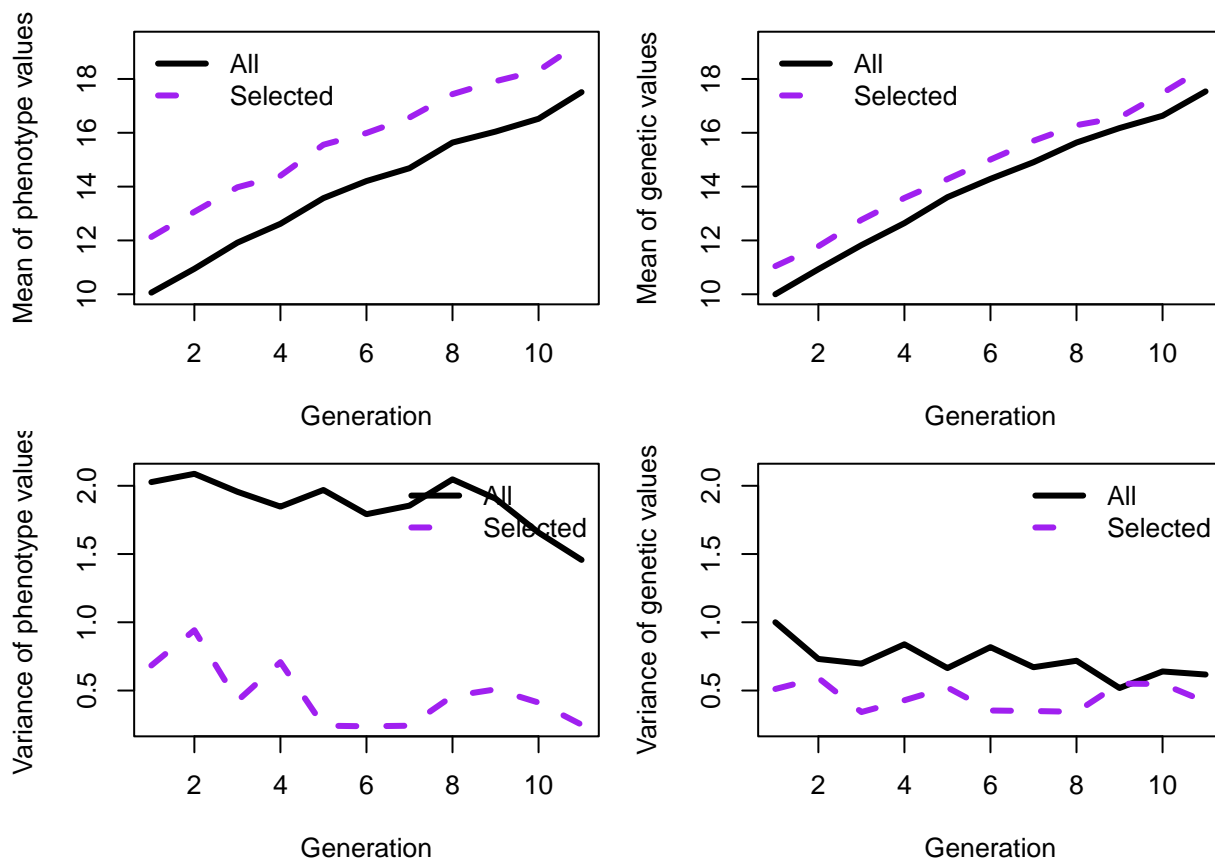 Mean of phenotype values
18
16
14
12
10
All
Selected
2 4 6 8 10
Generation
Mean of genetic values
18
16
14
12
10
All
Selected
2 4 6 8 10
Generation
Variance of phenotype values
2.0
1.5
1.0
0.5
All
Selected
2 4 6 8 10
Generation
Variance of genetic values
2.0
1.5
1.0
0.5
All
Selected
2 4 6 8 10
Generation